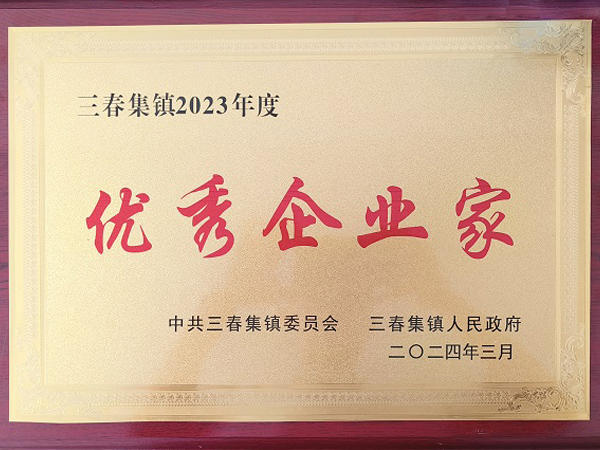 三春集镇2023年度
优秀企业家
中共三春集镇委员会 三春集镇人民政府
二〇二四年三月